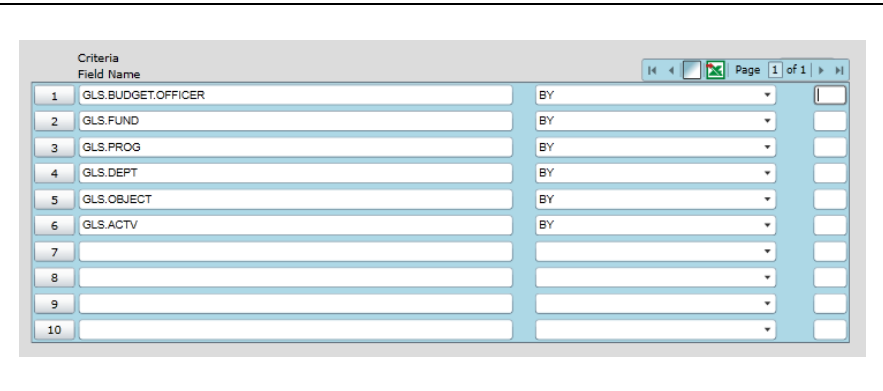 Criteria
Field Name
Page 1 of 1
1 GLS.BUDGET.OFFICER BY
2 GLS.FUND BY
3 GLS.PROG BY
4 GLS.DEPT BY
5 GLS.OBJECT BY
6 GLS.ACTV BY
7
8
9
10